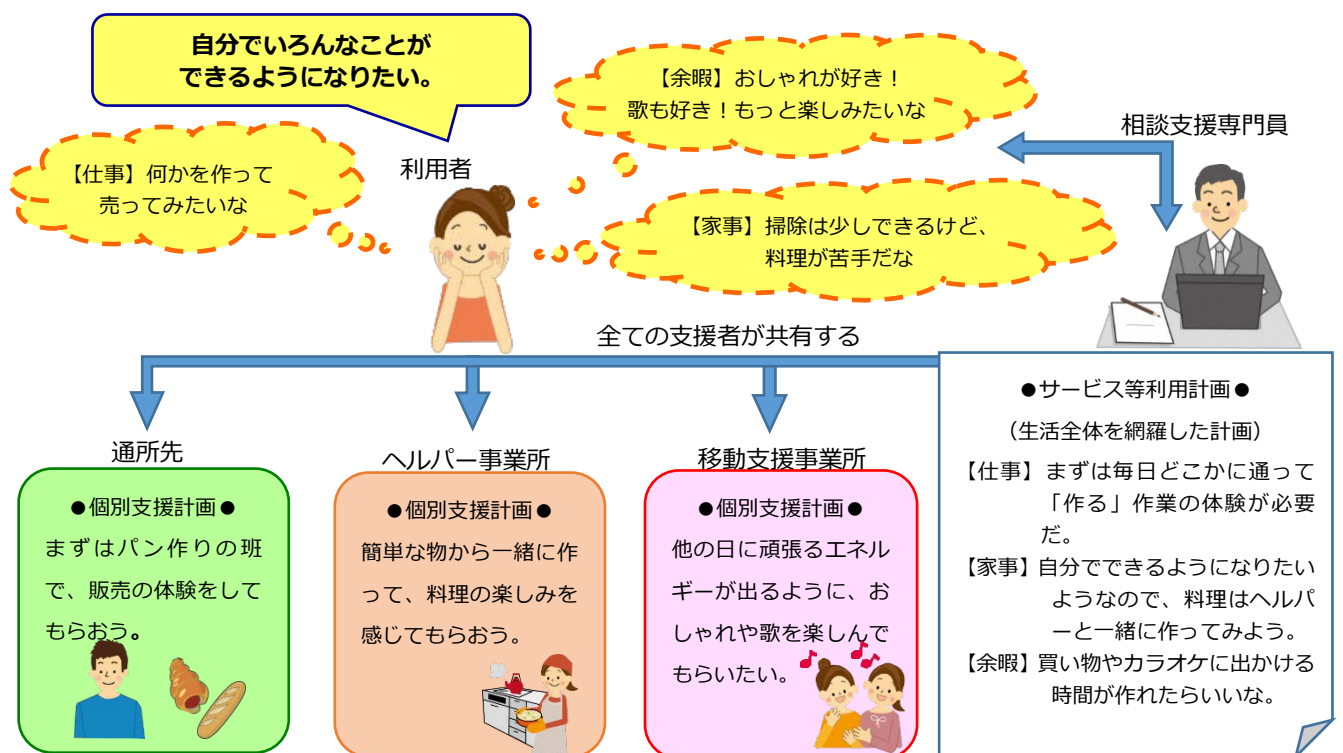 自分でいろんなことが
できるようになりたい。
【余暇】おしゃれが好き！
歌も好き！もっと楽しみたいな
相談支援専門員
【仕事】何かを作って
売ってみたいな
利用者
【家事】掃除は少しできるけど、
料理が苦手だな
全ての支援者が共有する
通所先
●個別支援計画●
まずはパン作りの班
で、販売の体験をして
もらおう。
ヘルパー事業所
●個別支援計画●
簡単な物から一緒に作
って、料理の楽しみを
感じてもらおう。
移動支援事業所
●個別支援計画●
他の日に頑張るエネル
ギーが出るように、お
しゃれや歌を楽しんで
もらいたい。
●サービス等利用計画●
（生活全体を網羅した計画）
【仕事】まずは毎日どこかに通って
「作る」作業の体験が必要
だ。
【家事】自分でできるようになりたい
ようなので、料理はヘルパ
ーと一緒に作ってみよう。
【余暇】買い物やカラオケに出かける
時間が作れたらいいな。